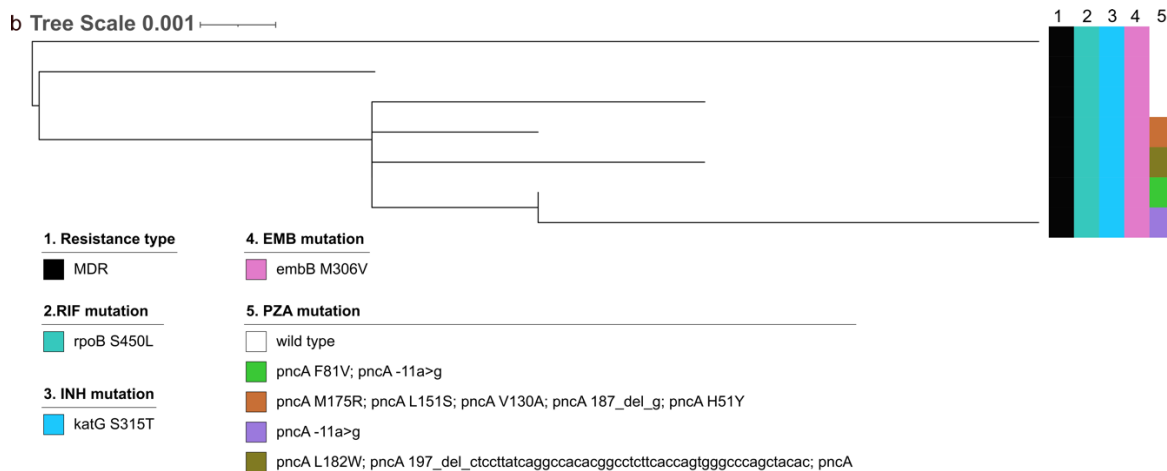 b Tree Scale 0.001
1 2 3 4 5
1. Resistance type
MDR
2.RIF mutation
rpoB S450L
3. INH mutation
katG S315T
4. EMB mutation
embB M306V
5. PZA mutation
wild type
pncA F81V; pncA -11a>g
pncA M175R; pncA L151S; pncA V130A; pncA 187_del_g; pncA H51Y
pncA -11a>g
pncA L182W; pncA 197_del_ctccttatcaggccacacggcctcttcaccagtgggcccagctacac; pncA